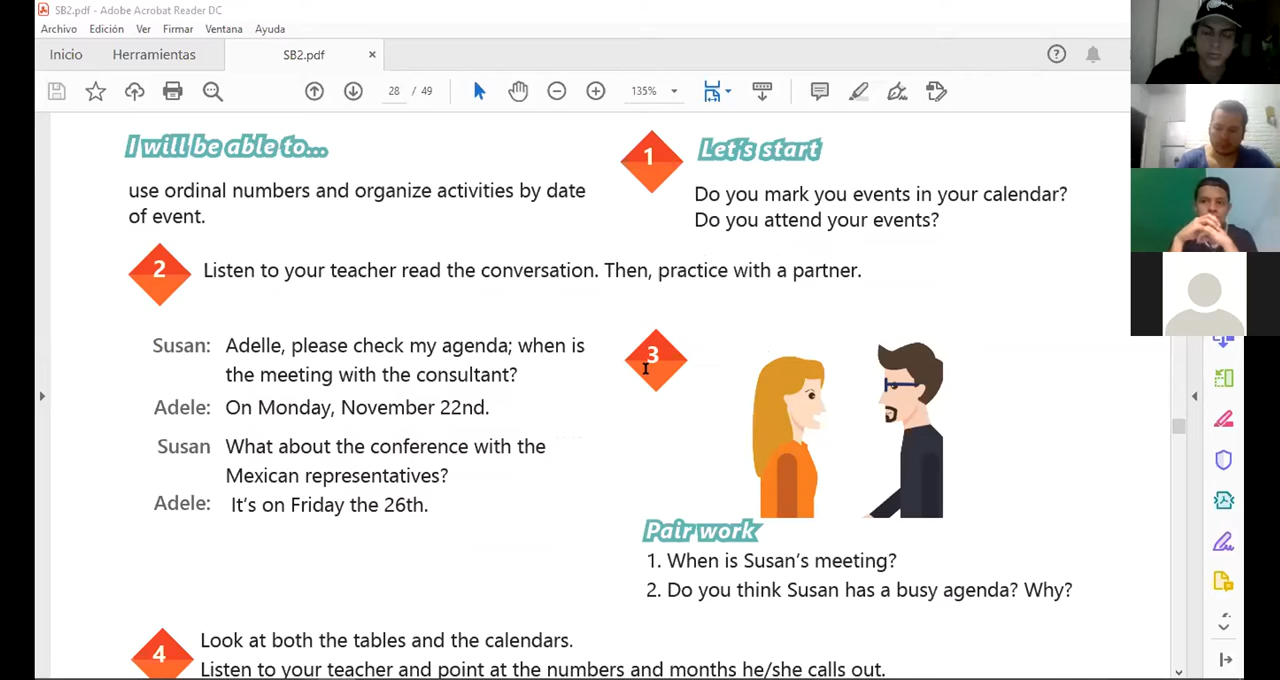 SB2.pdf - Adobe Acrobat Reader DC
Archivo Edición Ver Firmar Ventana Ayuda
Inicio Herramientas SB2.pdf ×
28 / 49 135%
I will be able to...
use ordinal numbers and organize activities by date
of event.
1 Let's start
Do you mark you events in your calendar?
Do you attend your events?
2 Listen to your teacher read the conversation. Then, practice with a partner.
Susan: Adelle, please check my agenda; when is
the meeting with the consultant?
Adele: On Monday, November 22nd.
Susan What about the conference with the
Mexican representatives?
Adele: It's on Friday the 26th.
3
Pair work
1. When is Susan's meeting?
2. Do you think Susan has a busy agenda? Why?
4 Look at both the tables and the calendars.
Listen to your teacher and point at the numbers and months he/she calls out.